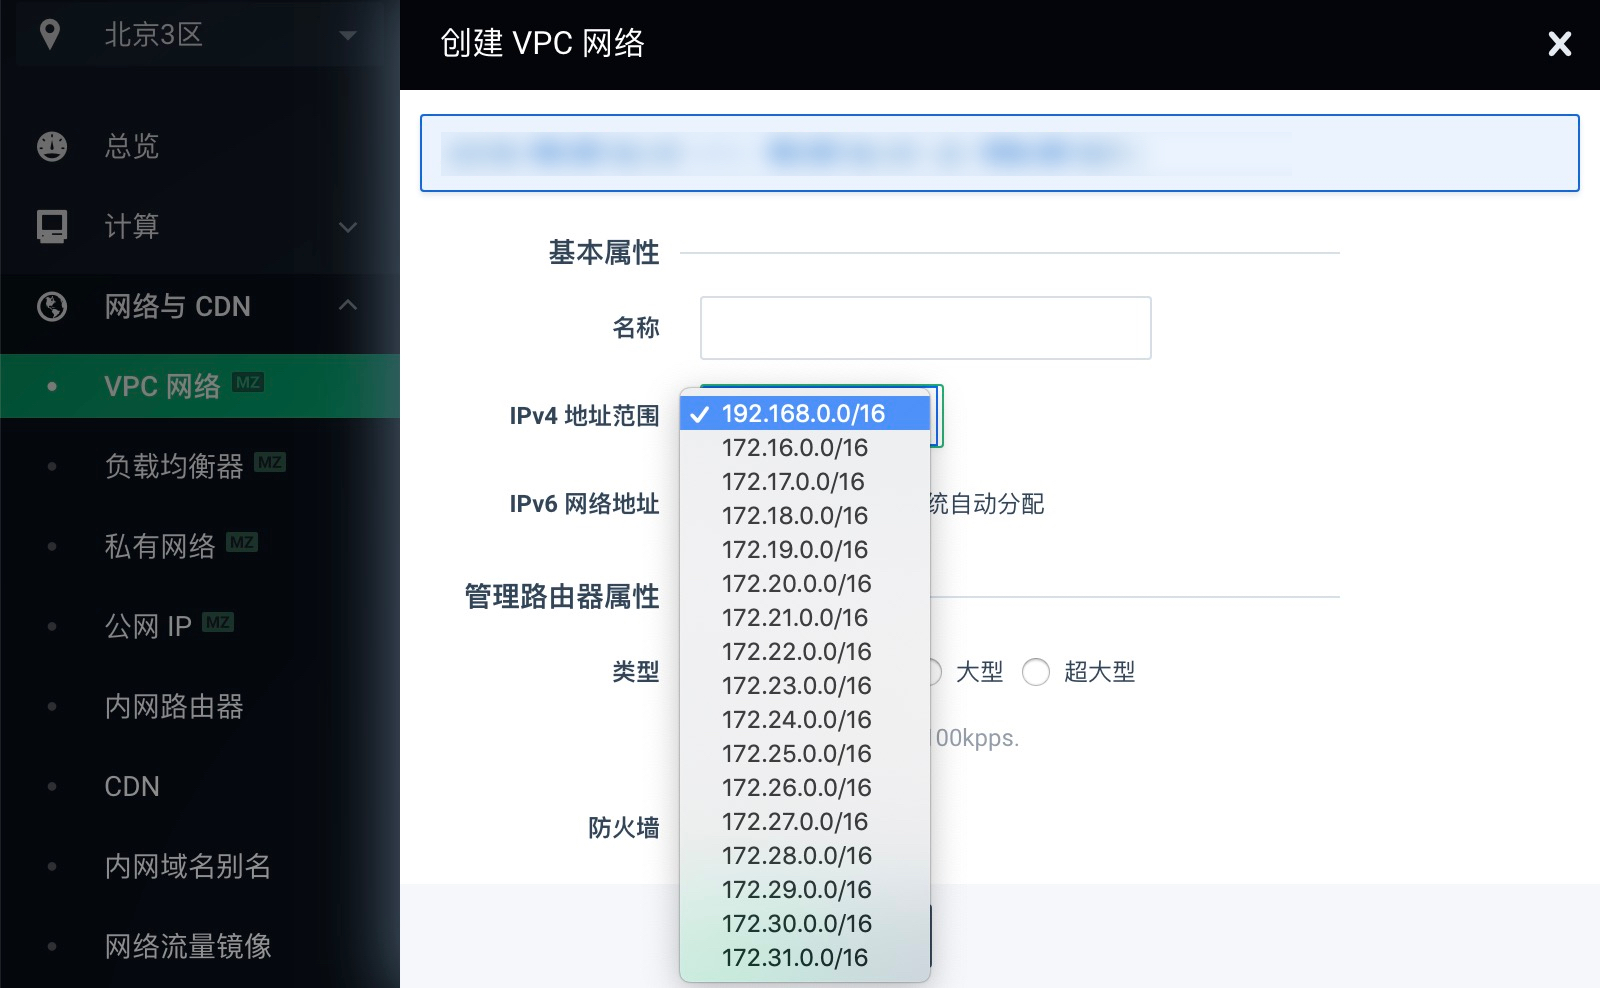 北京3区
总览
计算
网络与 CDN
VPC 网络 MZ
负载均衡器 MZ
私有网络 MZ
公网 IP MZ
内网路由器
CDN
内网域名别名
网络流量镜像
创建 VPC 网络
基本属性
名称
IPv4 地址范围
192.168.0.0/16
172.16.0.0/16
172.17.0.0/16
172.18.0.0/16
172.19.0.0/16
172.20.0.0/16
172.21.0.0/16
172.22.0.0/16
172.23.0.0/16
172.24.0.0/16
172.25.0.0/16
172.26.0.0/16
172.27.0.0/16
172.28.0.0/16
172.29.0.0/16
172.30.0.0/16
172.31.0.0/16
IPv6 网络地址
统自动分配
管理路由器属性
类型
大型 超大型
00kpps.
防火墙